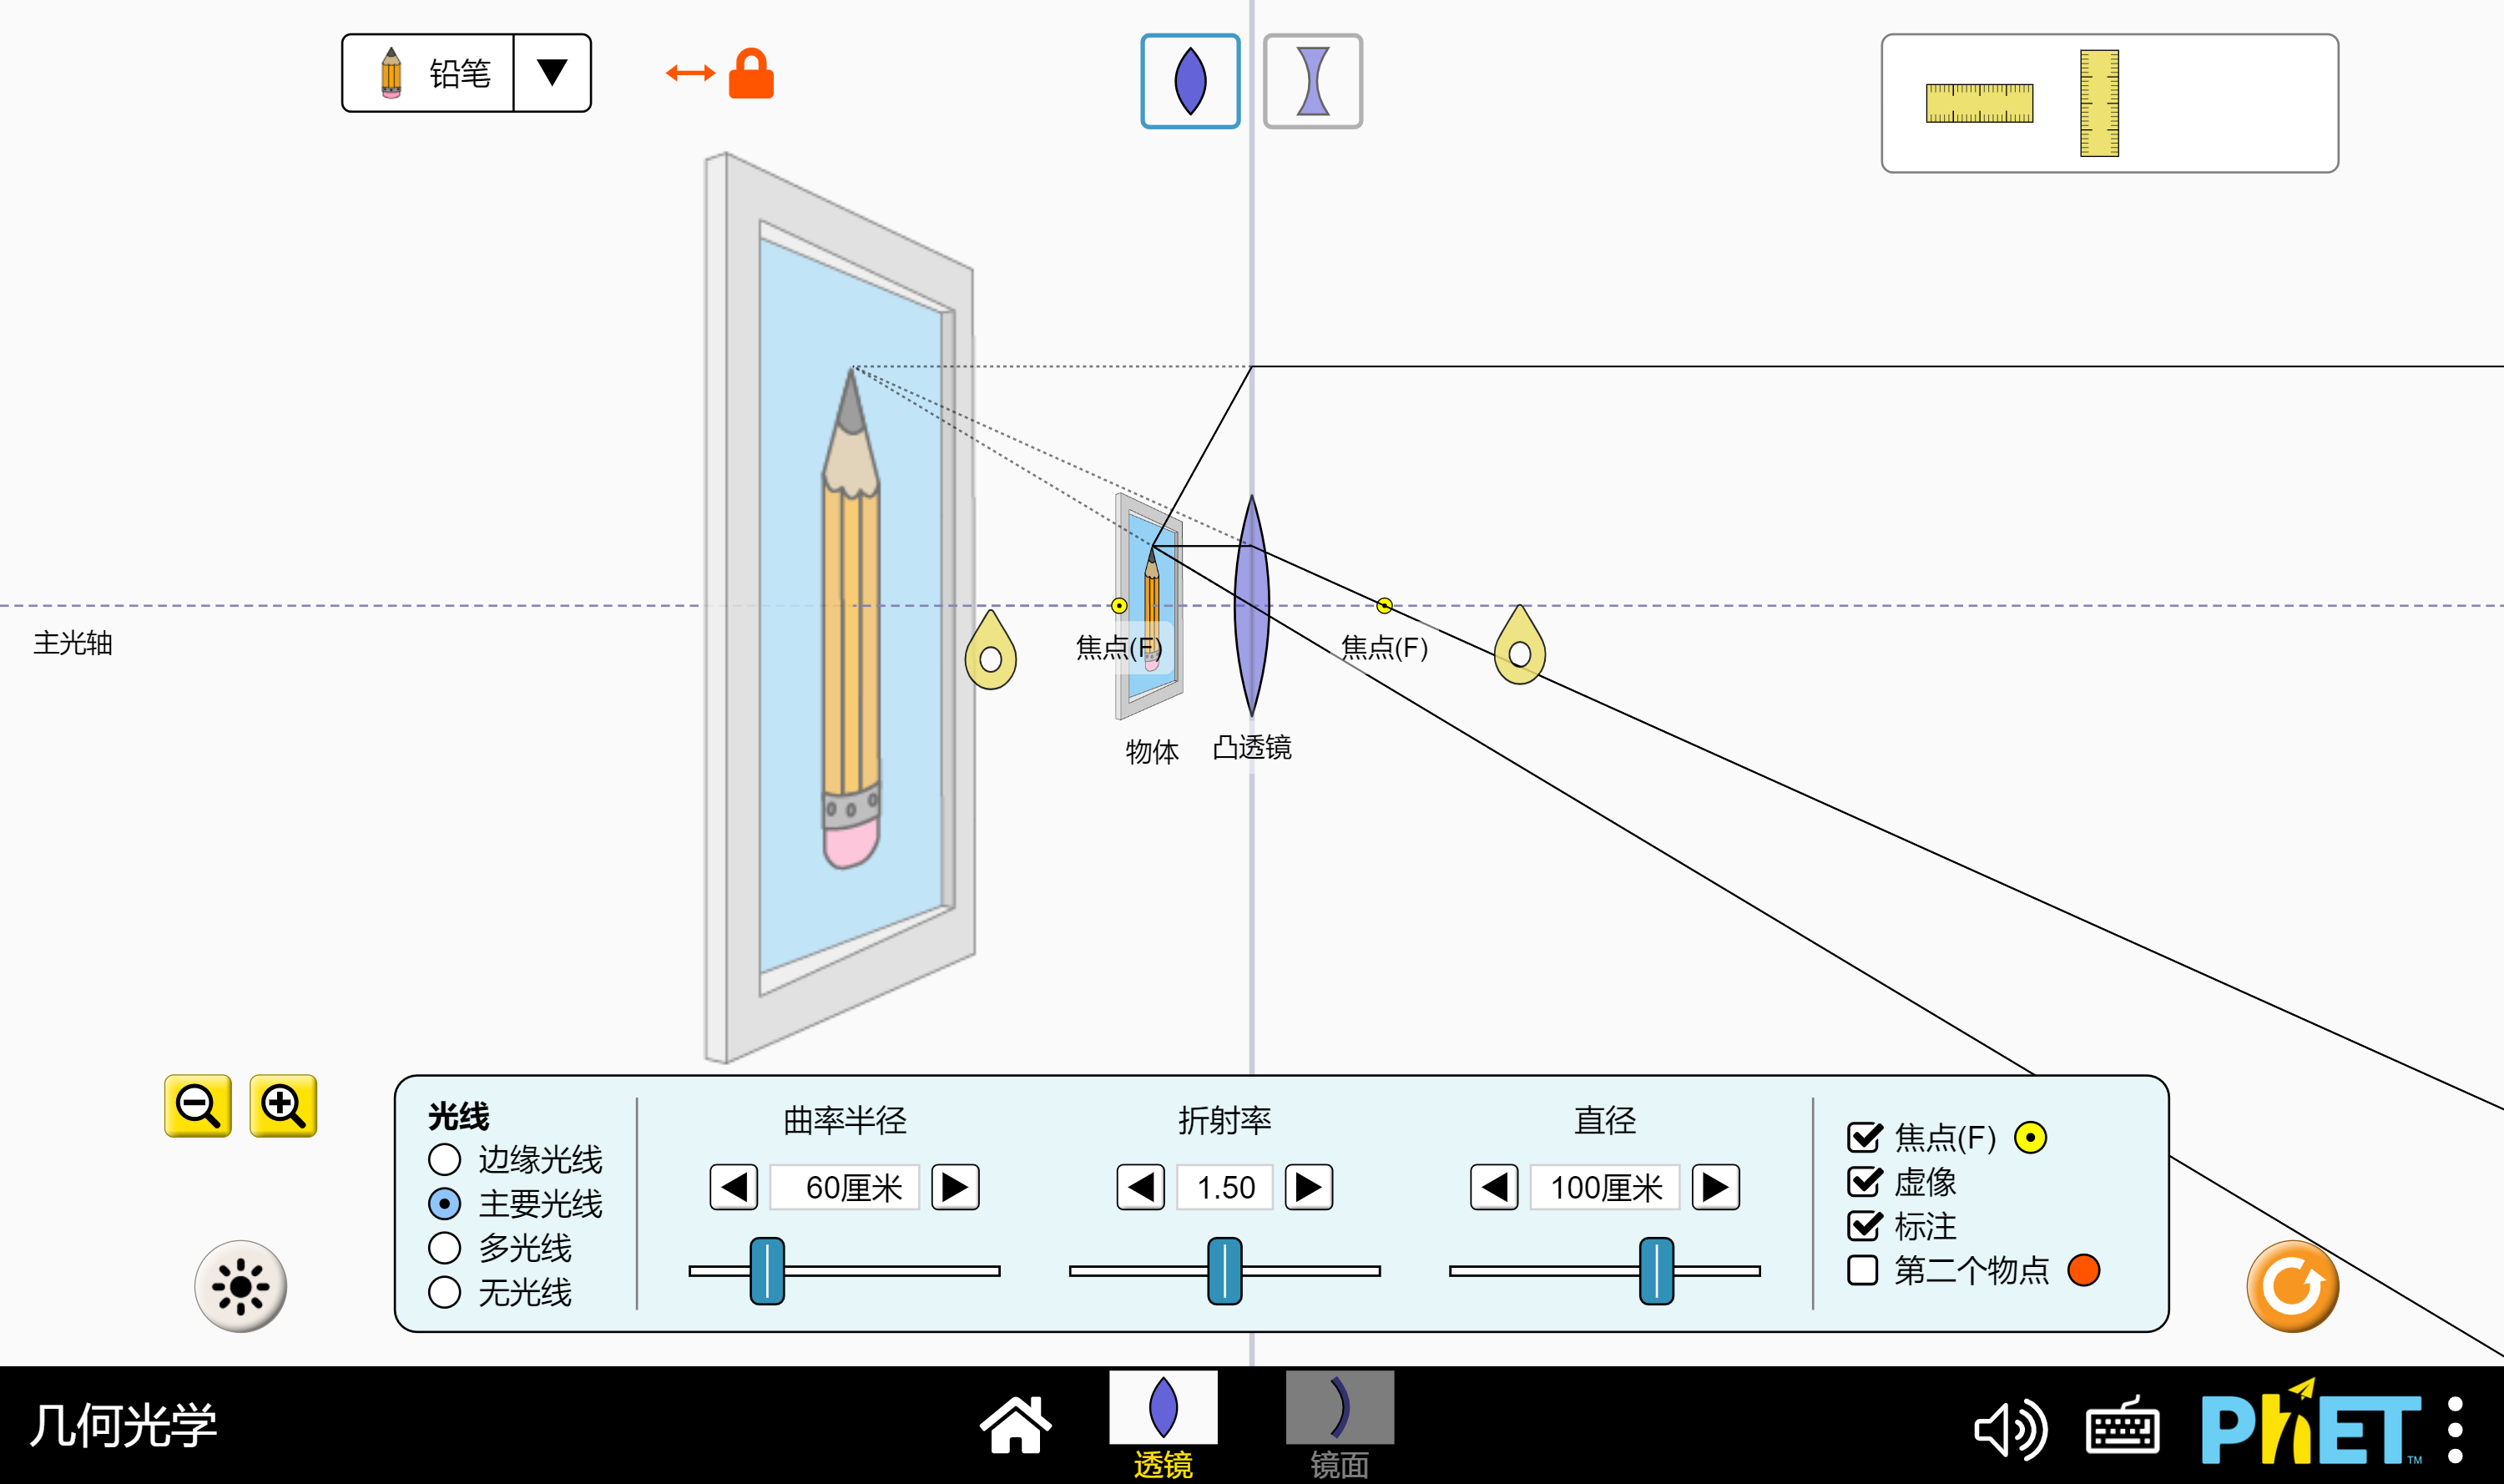 铅笔
主光轴
焦点(F)
焦点(F)
物体
凸透镜
光线
边缘光线
主要光线
多光线
无光线
曲率半径
60厘米
折射率
1.50
直径
100厘米
焦点(F)
虚像
标注
第二个物点
几何光学
透镜
镜面
PhET™